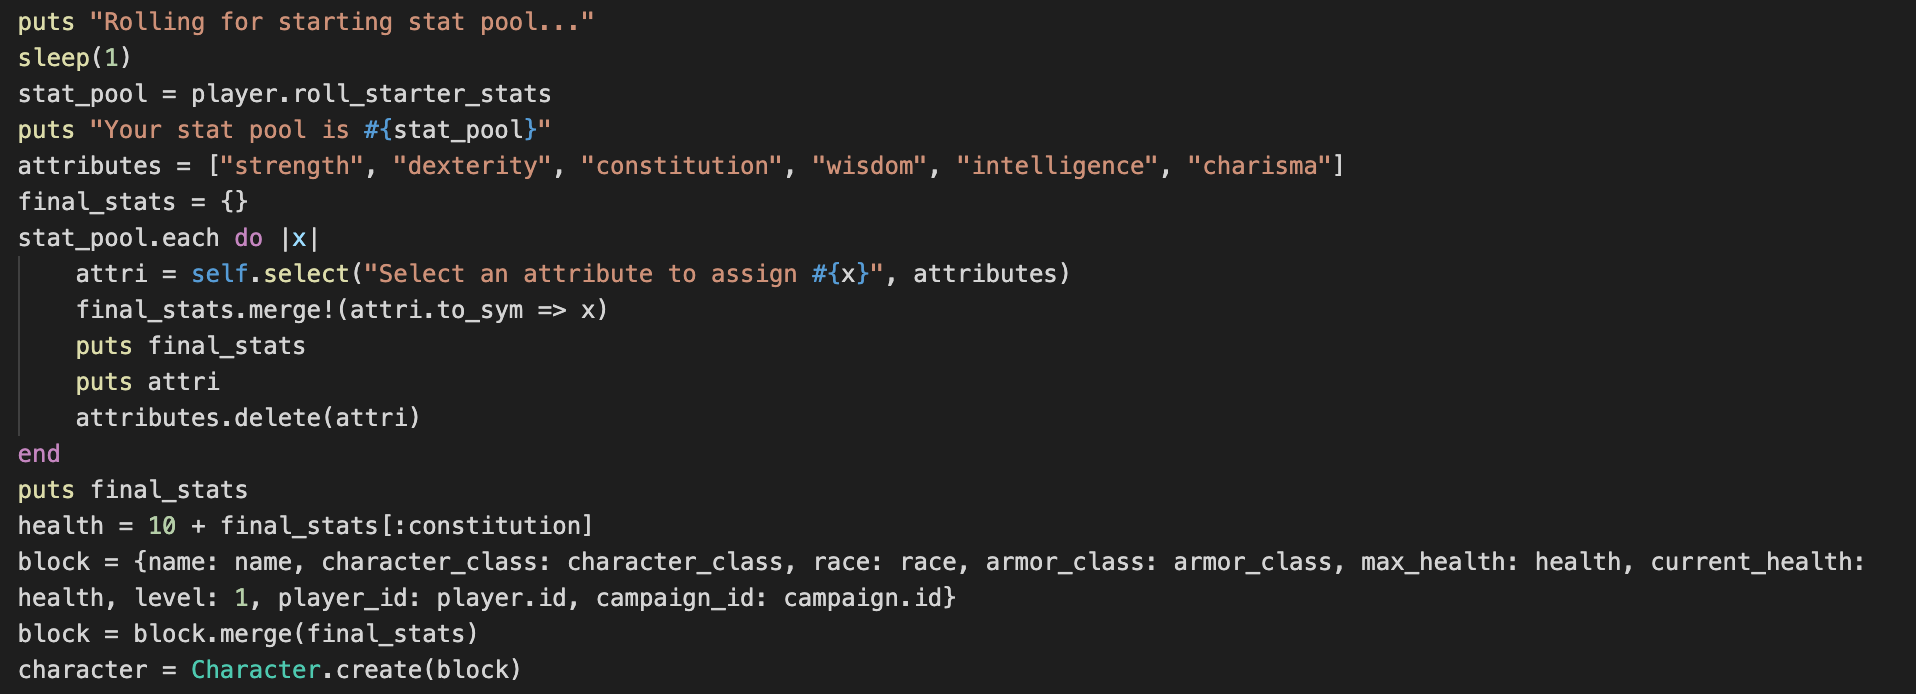 puts "Rolling for starting stat pool..."
sleep(1)
stat_pool = player.roll_starter_stats
puts "Your stat pool is #{stat_pool}"
attributes = ["strength", "dexterity", "constitution", "wisdom", "intelligence", "charisma"]
final_stats = {}
stat_pool.each do |x|
    attri = self.select("Select an attribute to assign #{x}", attributes)
    final_stats.merge!(attri.to_sym => x)
    puts final_stats
    puts attri
    attributes.delete(attri)
end
puts final_stats
health = 10 + final_stats[:constitution]
block = {name: name, character_class: character_class, race: race, armor_class: armor_class, max_health: health, current_health:
health, level: 1, player_id: player.id, campaign_id: campaign.id}
block = block.merge(final_stats)
character = Character.create(block)